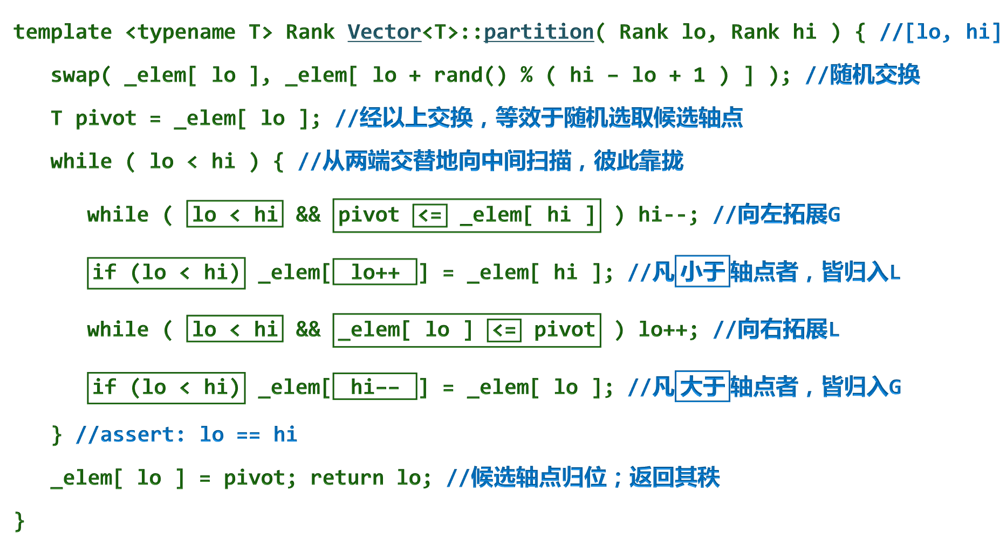 template <typename T> Rank Vector<T>::partition( Rank lo, Rank hi ) { //[lo, hi]
swap( _elem[ lo ], _elem[ lo + rand() % ( hi – lo + 1 ) ] ); //随机交换
T pivot = _elem[ lo ]; //经以上交换，等效于随机选取候选轴点
while ( lo < hi ) { //从两端交替地向中间扫描，彼此靠拢
while ( lo < hi && pivot <= _elem[ hi ] ) hi--; //向左拓展G
if (lo < hi) _elem[ lo++ ] = _elem[ hi ]; //凡小于轴点者，皆归入L
while ( lo < hi && _elem[ lo ] <= pivot ) lo++; //向右拓展L
if (lo < hi) _elem[ hi-- ] = _elem[ lo ]; //凡大于轴点者，皆归入G
} //assert: lo == hi
_elem[ lo ] = pivot; return lo; //候选轴点归位；返回其秩
}